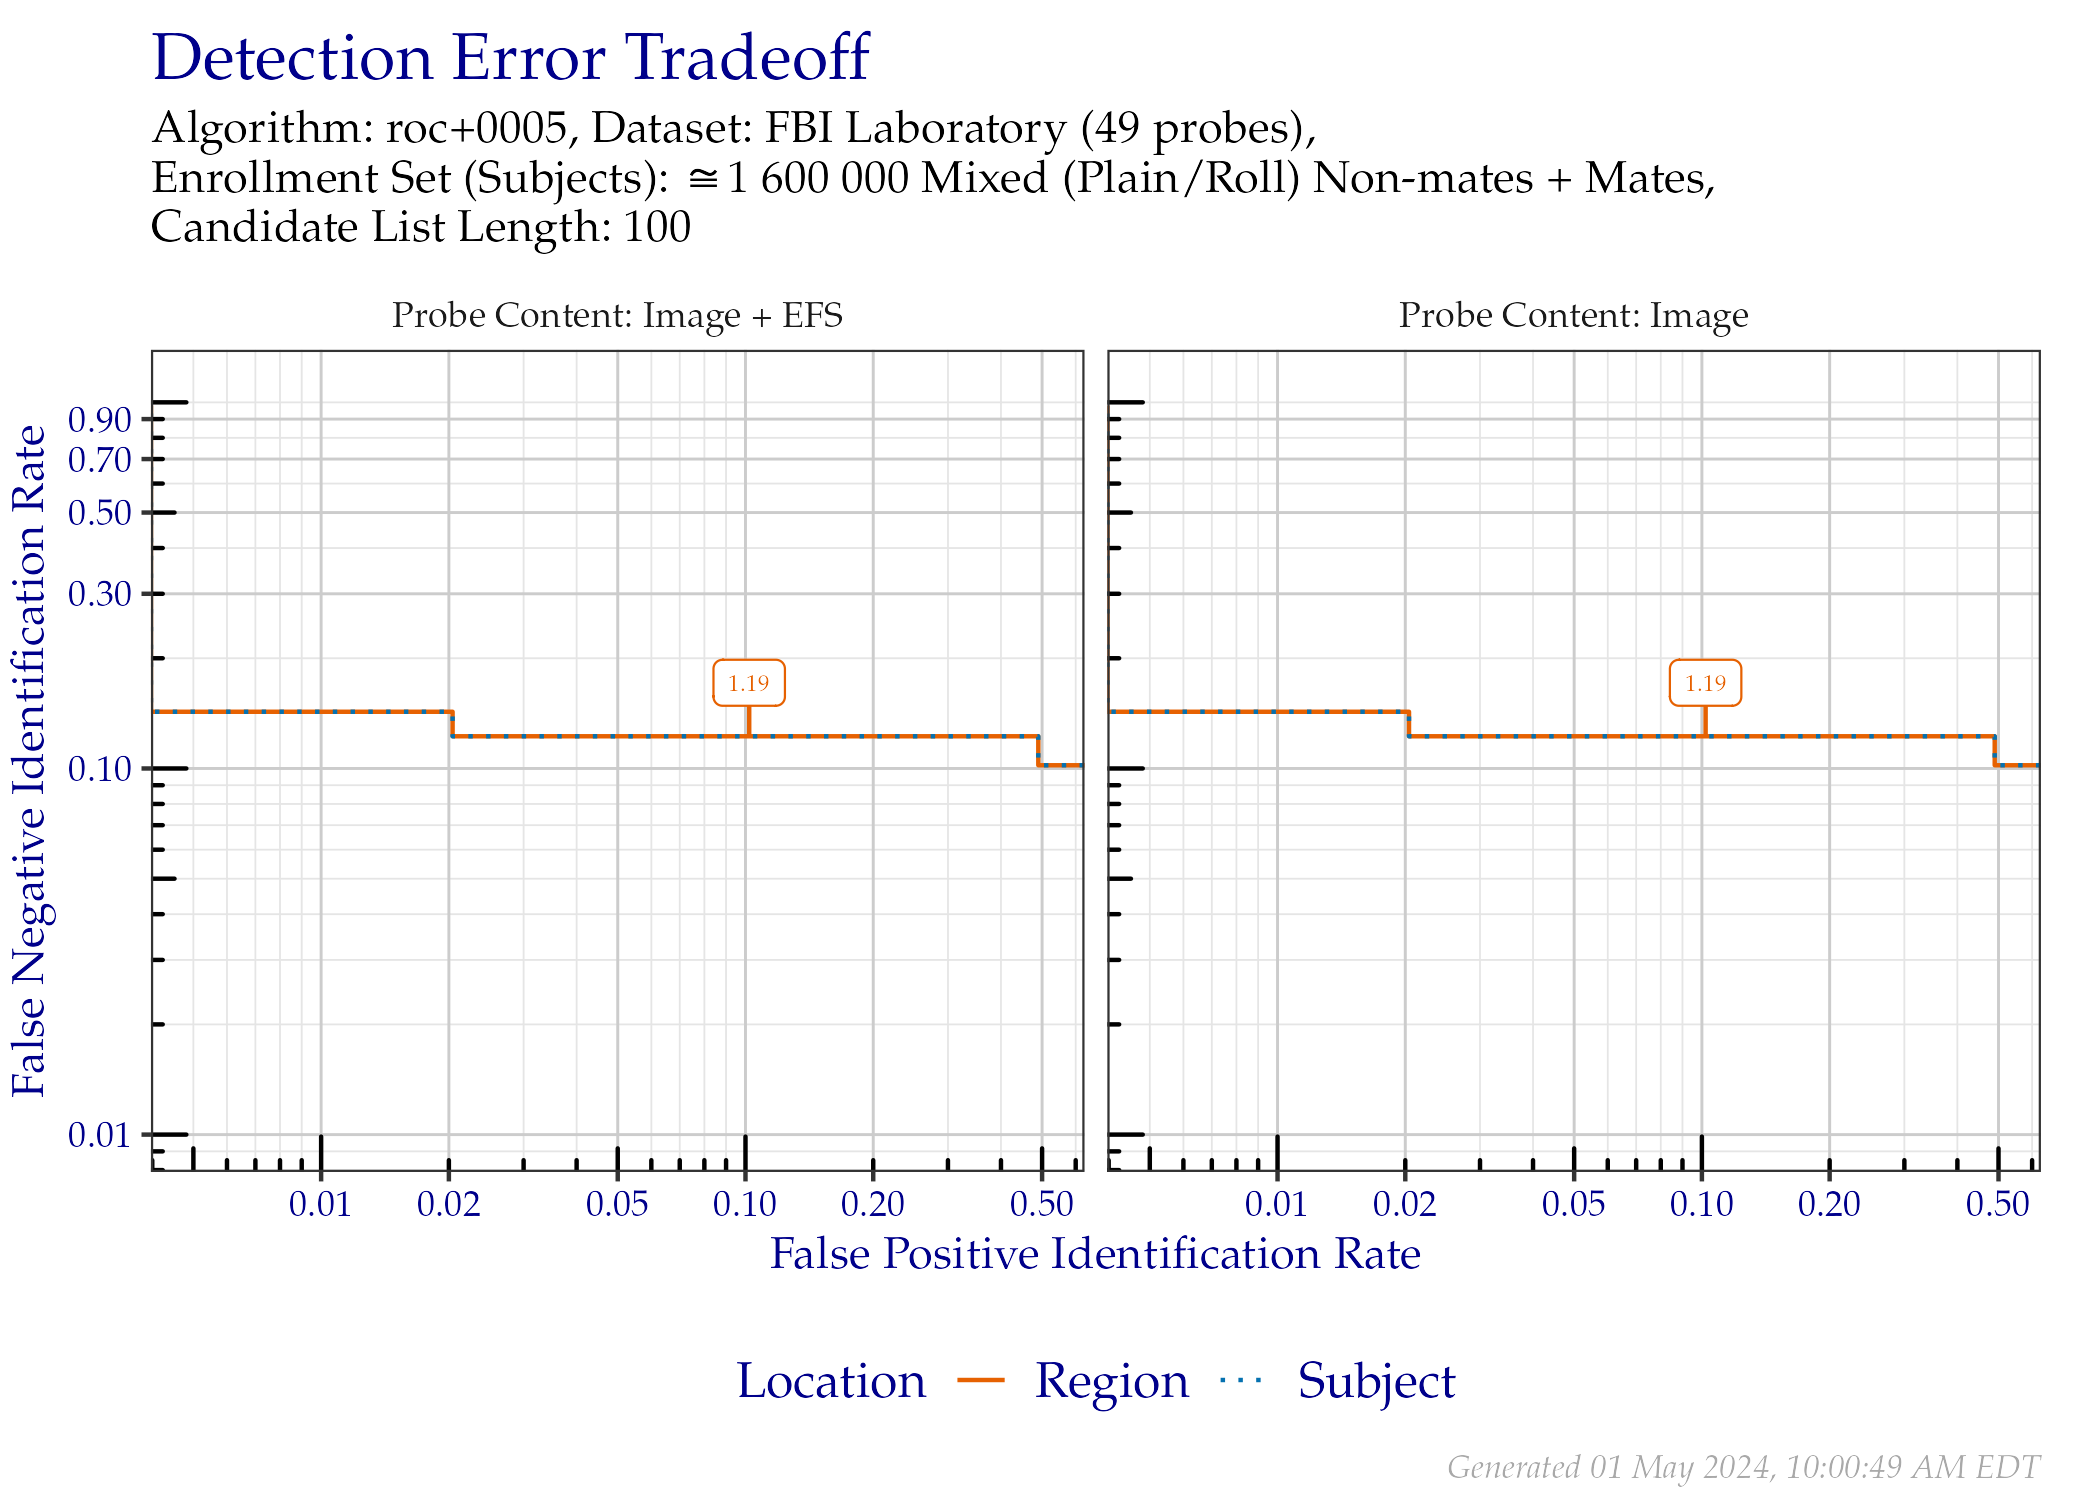 Detection Error Tradeoff
Algorithm: roc+0005, Dataset: FBI Laboratory (49 probes),
Enrollment Set (Subjects): ≅1 600 000 Mixed (Plain/Roll) Non-mates + Mates,
Candidate List Length: 100
Probe Content: Image + EFS
Probe Content: Image
False Negative Identification Rate
0.90
0.70
0.50
0.30
0.10
0.01
1.19
1.19
0.01 0.02 0.05 0.10 0.20 0.50
0.01 0.02 0.05 0.10 0.20 0.50
False Positive Identification Rate
Location Region Subject
Generated 01 May 2024, 10:00:49 AM EDT